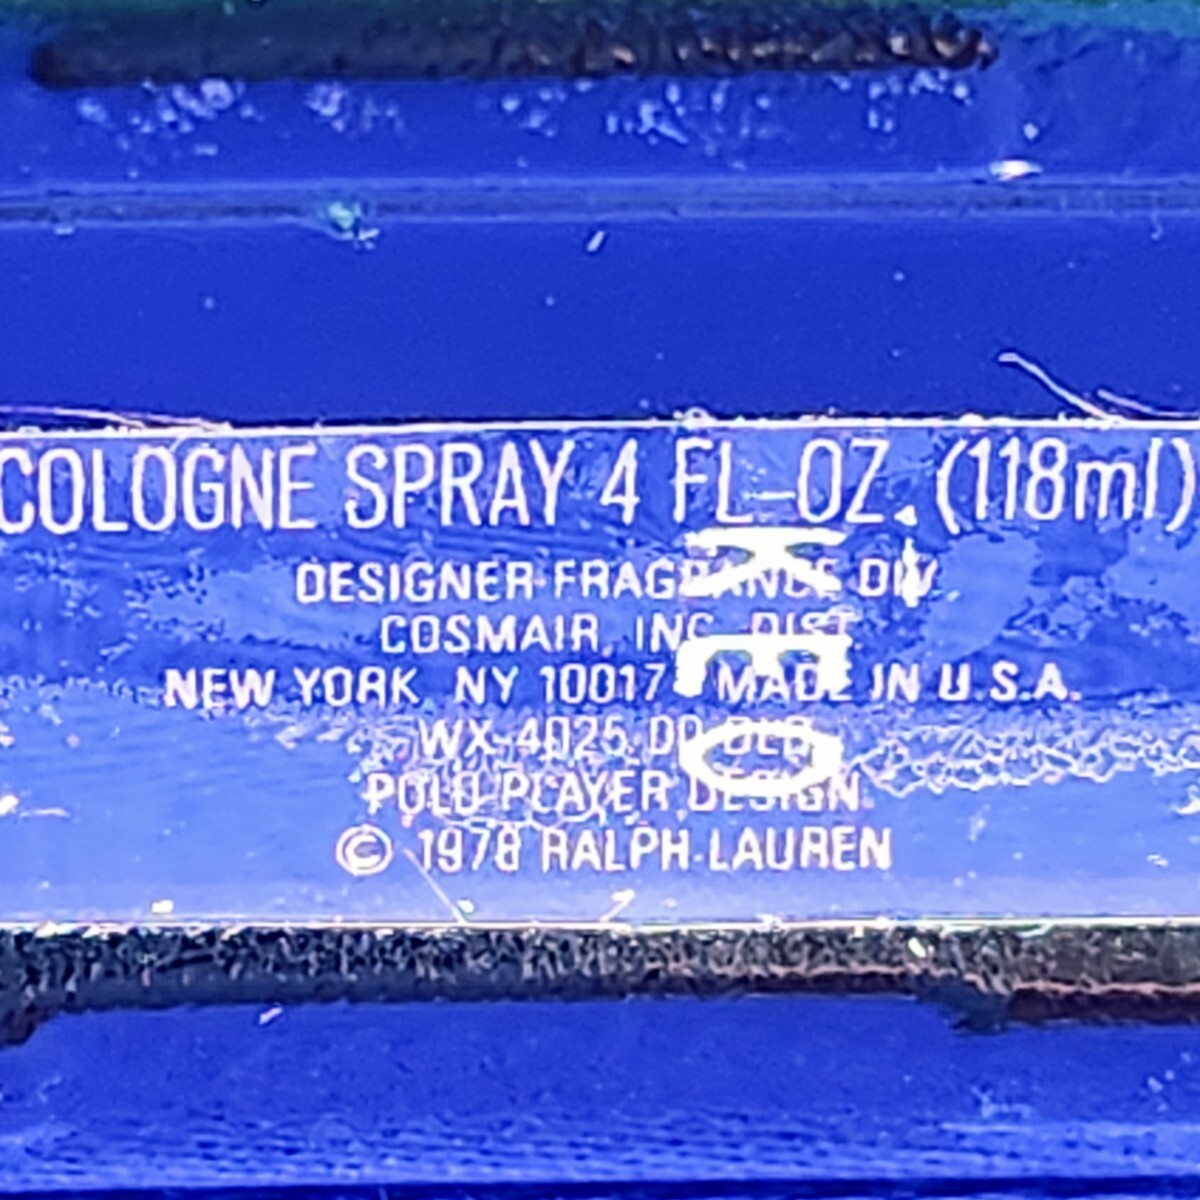 COLOGNE SPRAY 4 FL. OZ. (118ml)
DESIGNER FRAGRANCE DIV.
COSMAIR, INC. DIST.
NEW YORK, NY 10017 MADE IN U.S.A.
WX-4025.00
POLO PLAYER DESIGN
© 1978 RALPH LAUREN